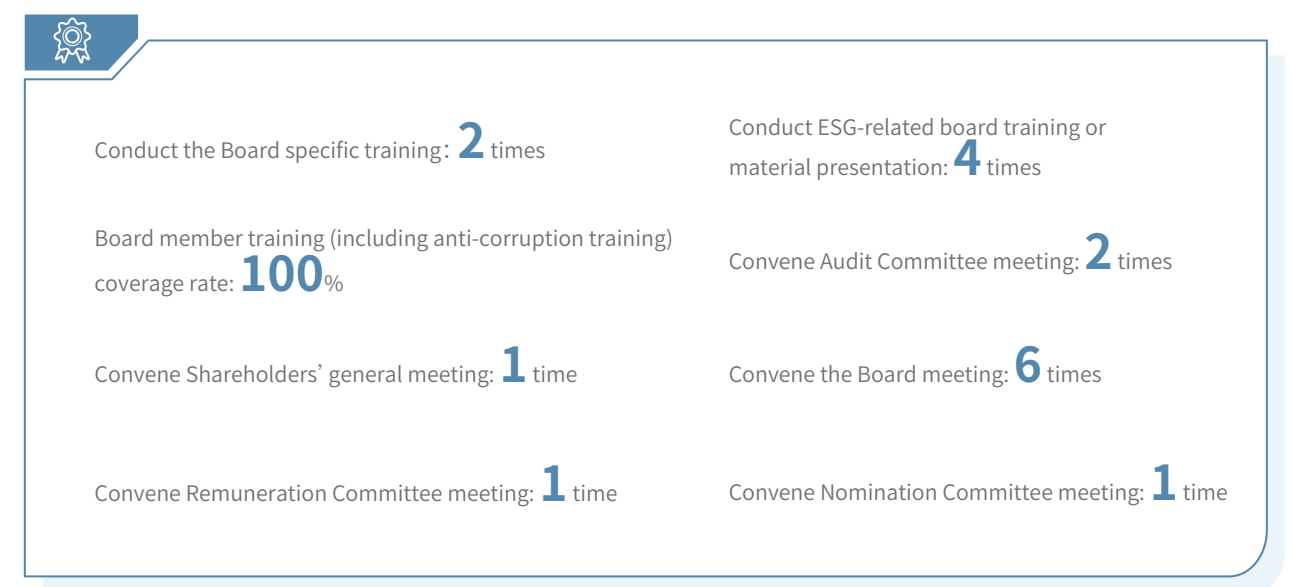 Conduct the Board specific training: 2 times
Conduct ESG-related board training or
material presentation: 4 times
Board member training (including anti-corruption training)
coverage rate: 100%
Convene Audit Committee meeting: 2 times
Convene Shareholders’ general meeting: 1 time
Convene the Board meeting: 6 times
Convene Remuneration Committee meeting: 1 time
Convene Nomination Committee meeting: 1 time